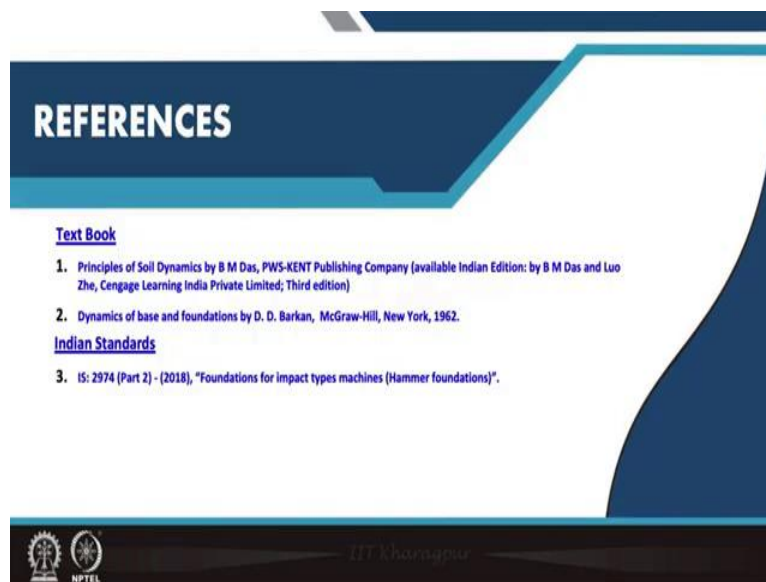 REFERENCES
Text Book
1. Principles of Soil Dynamics by B M Das, PWS-KENT Publishing Company (available Indian Edition: by B M Das and Luo
Zhe, Cengage Learning India Private Limited; Third edition)
2. Dynamics of base and foundations by D. D. Barkan, McGraw-Hill, New York, 1962.
Indian Standards
3. IS: 2974 (Part 2) - (2018), "Foundations for impact types machines (Hammer foundations)".
IIT Kharagpur
NPTEL